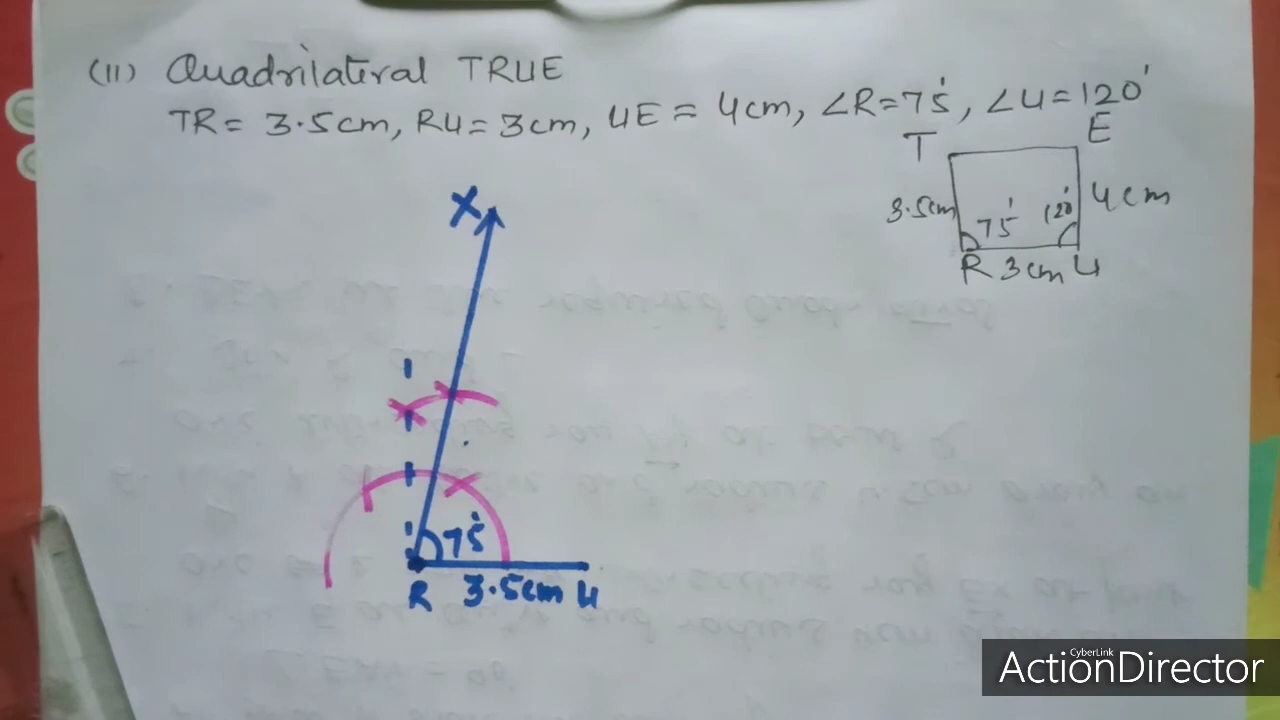 (11) Quadrilateral TRUE
TR = 3.5cm, RU = 3cm, UE = 4cm, ∠R = 75°, ∠U = 120°
T E
3.5cm 75° 120° 4cm
R 3cm U
X
75°
R 3.5cm U
CyberLink
ActionDirector